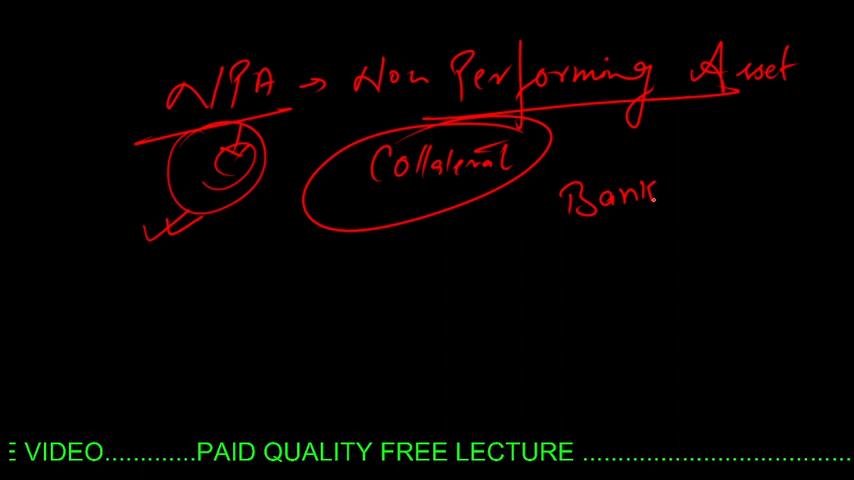 NPA → Non Performing Asset
Collateral
Bank
E VIDEO.............PAID QUALITY FREE LECTURE ......................................